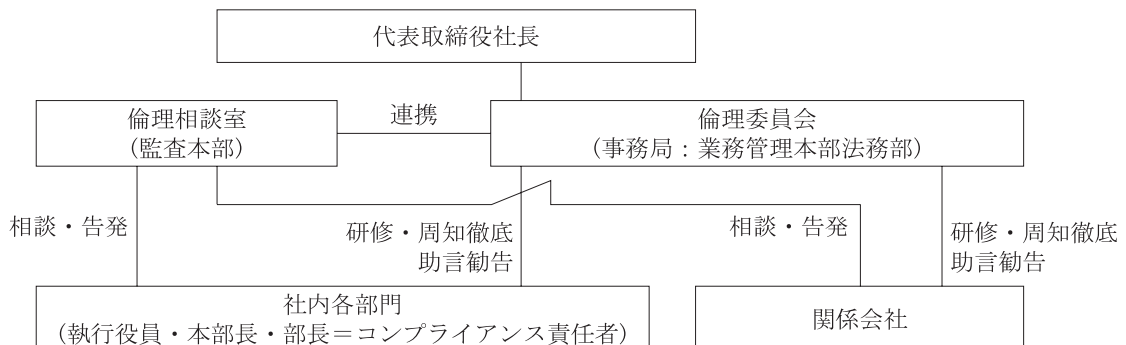 代表取締役社長
倫理相談室
（監査本部）
連携
倫理委員会
（事務局：業務管理本部法務部）
相談・告発
研修・周知徹底
助言勧告
相談・告発
研修・周知徹底
助言勧告
社内各部門
（執行役員・本部長・部長＝コンプライアンス責任者）
関係会社